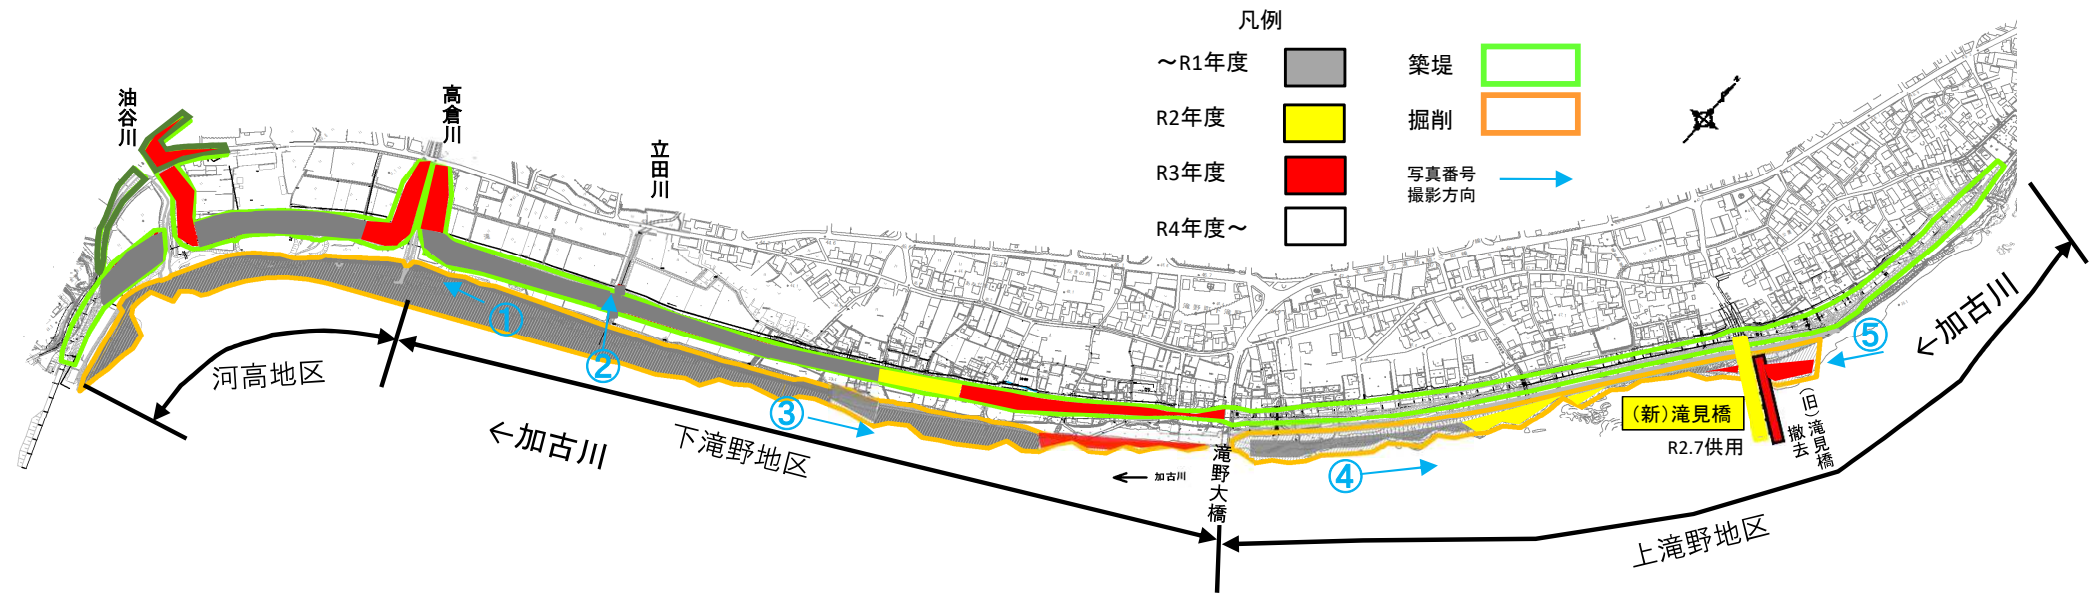 凡例
～R1年度
R2年度
R3年度
R4年度～
築堤
掘削
写真番号
撮影方向
油谷川
高倉川
立田川
①
②
③
④
⑤
河高地区
←加古川
下滝野地区
←加古川
滝野大橋
(新)滝見橋
R2.7供用
(旧)滝見橋
撤去
←加古川
上滝野地区